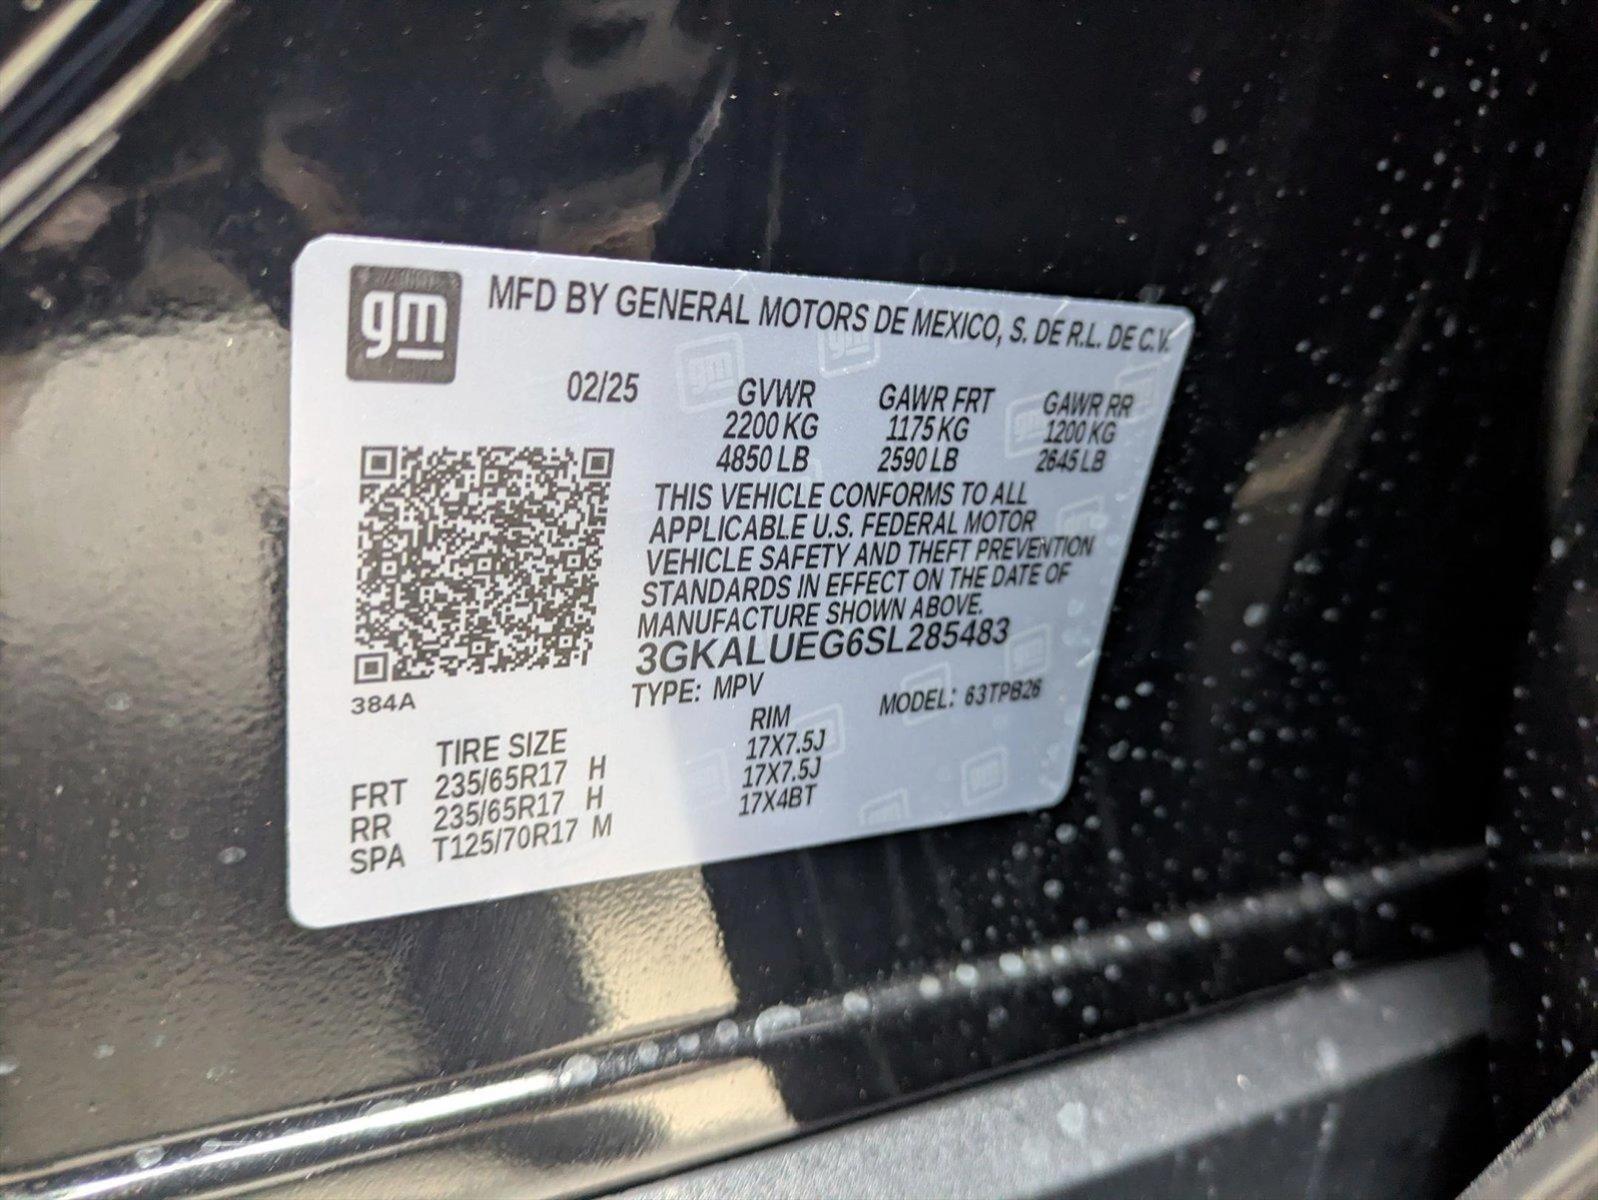 gm
MFD BY GENERAL MOTORS DE MEXICO, S. DE R.L. DE C.V.
02/25
GVWR GAWR FRT GAWR RR
2200 KG 1175 KG 1200 KG
4850 LB 2590 LB 2645 LB
THIS VEHICLE CONFORMS TO ALL
APPLICABLE U.S. FEDERAL MOTOR
VEHICLE SAFETY AND THEFT PREVENTION
STANDARDS IN EFFECT ON THE DATE OF
MANUFACTURE SHOWN ABOVE.
3GKALUEG6SL285483
TYPE: MPV MODEL: 63TPB26
384A
TIRE SIZE RIM
FRT 235/65R17 H 17X7.5J
RR 235/65R17 H 17X7.5J
SPA T125/70R17 M 17X4BT